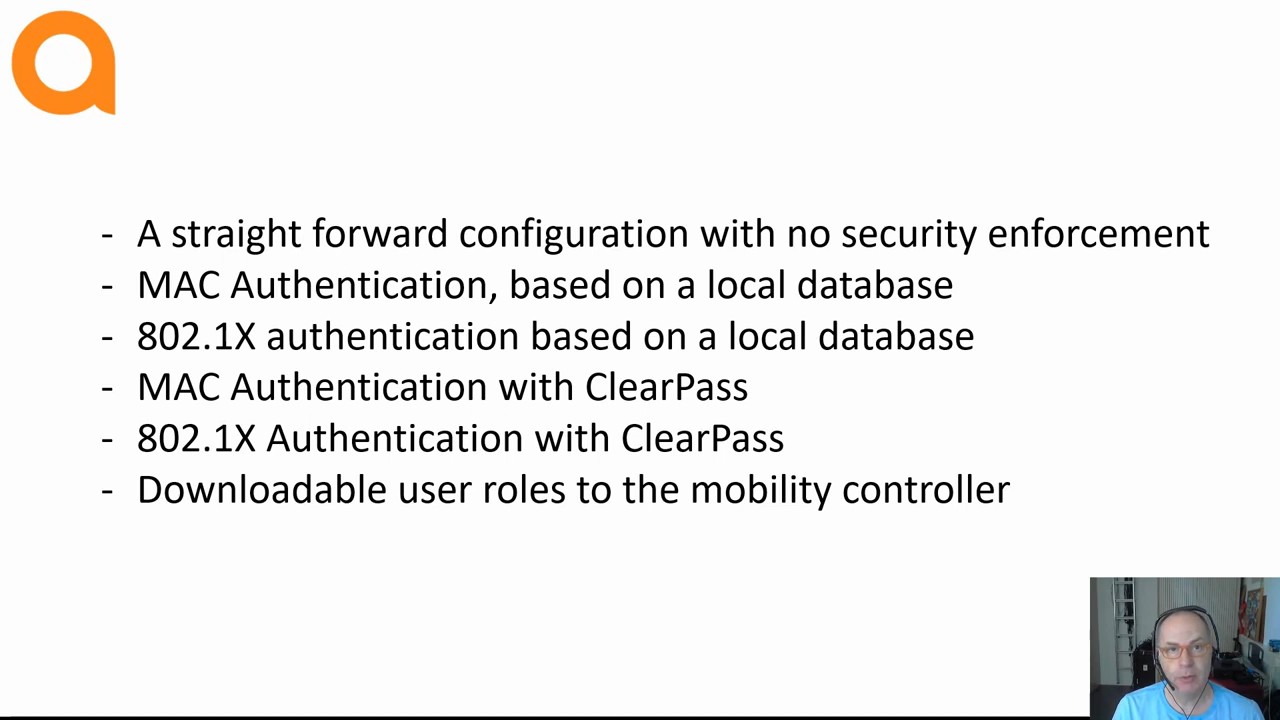 - A straight forward configuration with no security enforcement
- MAC Authentication, based on a local database
- 802.1X authentication based on a local database
- MAC Authentication with ClearPass
- 802.1X Authentication with ClearPass
- Downloadable user roles to the mobility controller